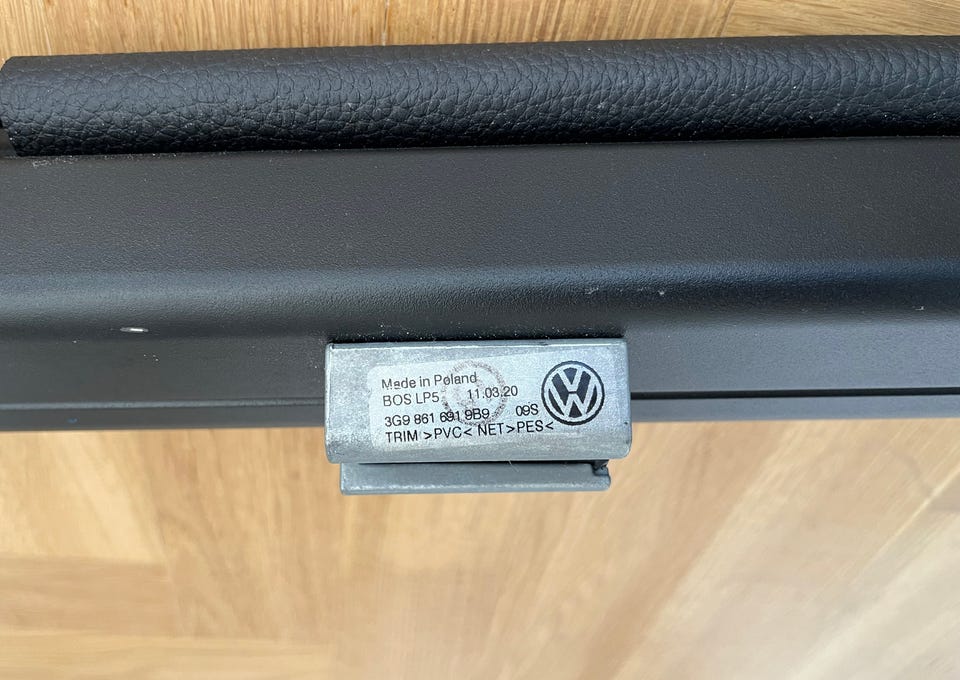 Made in Poland
BOS LP5. 11.03.20
3G9 861 691 9B9 09S
TRIM >PVC< NET>PES<